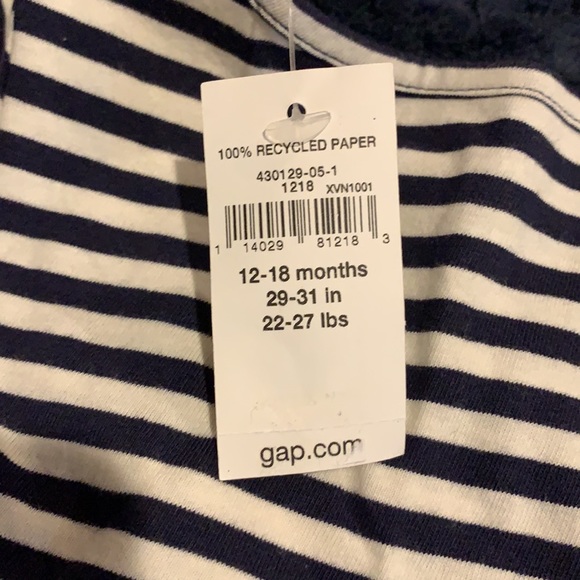 100% RECYCLED PAPER
430129-05-1
1218 XVN1001
1 14029 81218 3
12-18 months
29-31 in
22-27 lbs
gap.com